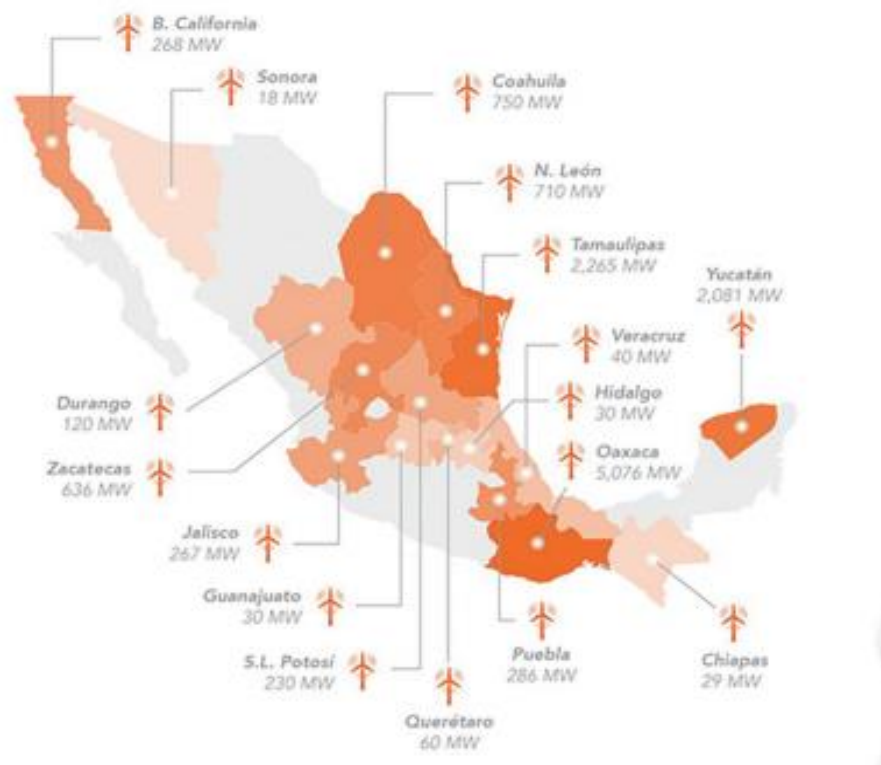 B. California
268 MW
Sonora
18 MW
Coahuila
750 MW
N. León
710 MW
Tamaulipas
2,265 MW
Yucatán
2,081 MW
Veracruz
40 MW
Hidalgo
30 MW
Oaxaca
5,076 MW
Durango
120 MW
Zacatecas
636 MW
Jalisco
267 MW
Guanajuato
30 MW
S.L. Potosí
230 MW
Querétaro
60 MW
Puebla
286 MW
Chiapas
29 MW